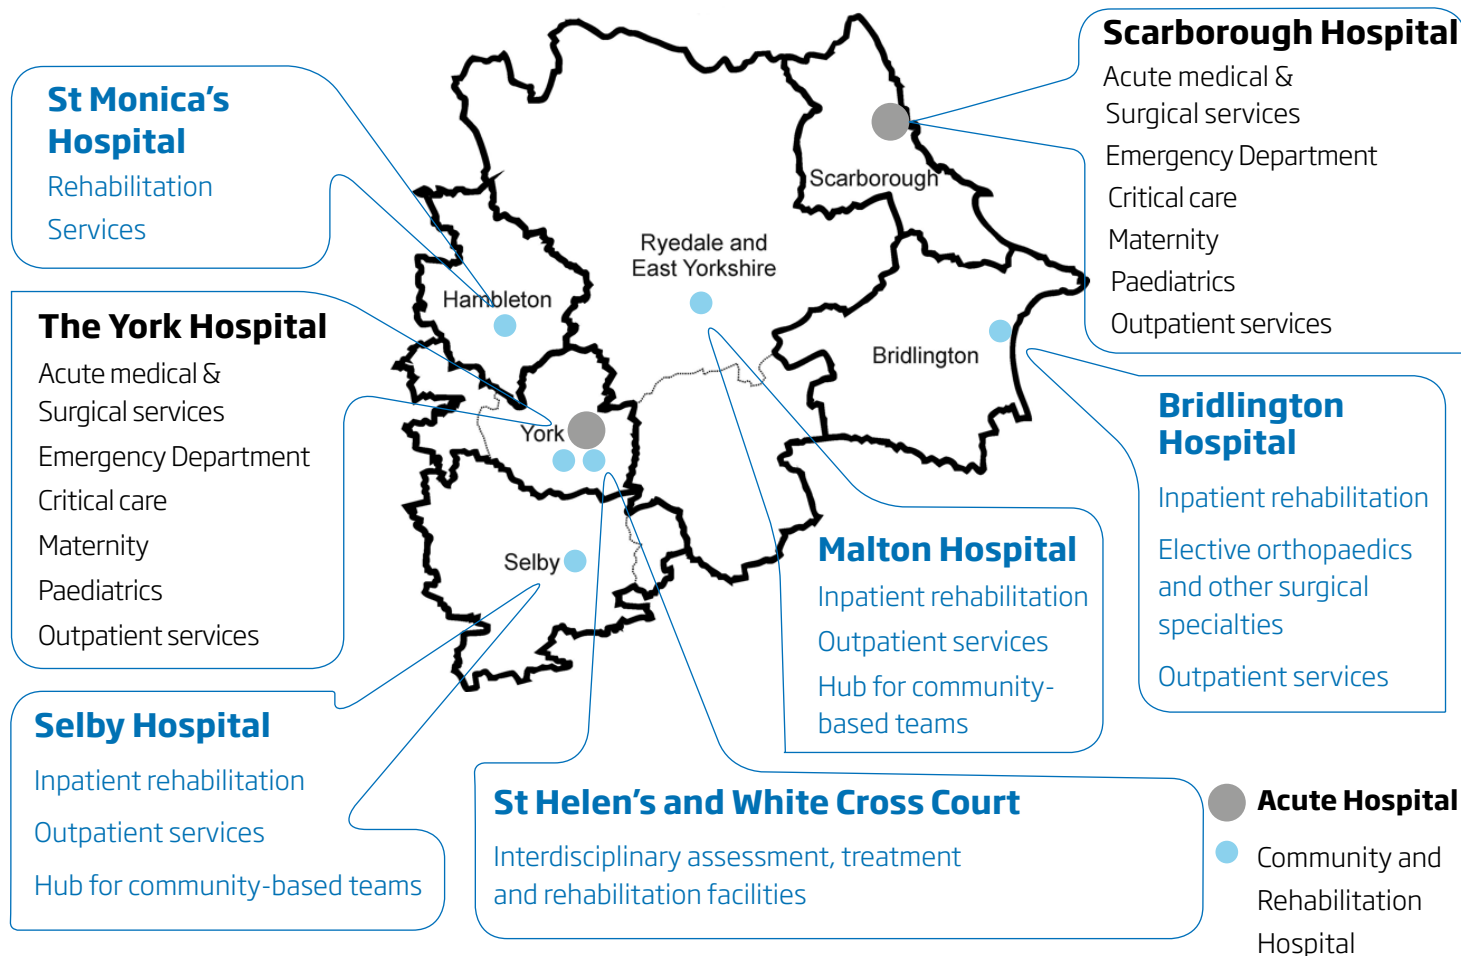 St Monica's
Hospital
Rehabilitation
Services
The York Hospital
Acute medical &
Surgical services
Emergency Department
Critical care
Maternity
Paediatrics
Outpatient services
Selby Hospital
Inpatient rehabilitation
Outpatient services
Hub for community-based teams
Scarborough
Ryedale and
East Yorkshire
Hambleton
Bridlington
York
Selby
Scarborough Hospital
Acute medical &
Surgical services
Emergency Department
Critical care
Maternity
Paediatrics
Outpatient services
Bridlington
Hospital
Inpatient rehabilitation
Elective orthopaedics
and other surgical
specialties
Outpatient services
Malton Hospital
Inpatient rehabilitation
Outpatient services
Hub for community-
based teams
St Helen's and White Cross Court
Interdisciplinary assessment, treatment
and rehabilitation facilities
Acute Hospital
Community and
Rehabilitation
Hospital